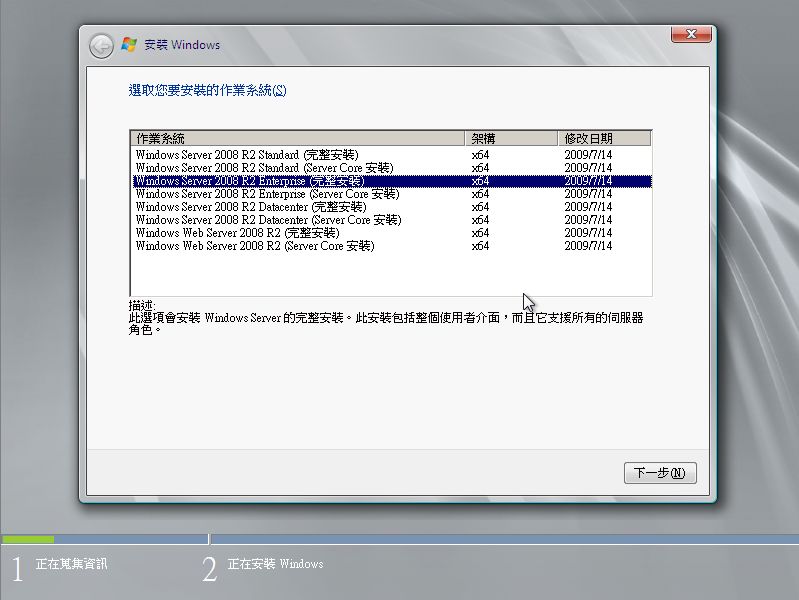 安裝 Windows
選取您要安裝的作業系統(S)
作業系統 架構 修改日期
Windows Server 2008 R2 Standard (完整安裝) x64 2009/7/14
Windows Server 2008 R2 Standard (Server Core 安裝) x64 2009/7/14
Windows Server 2008 R2 Enterprise (完整安裝) x64 2009/7/14
Windows Server 2008 R2 Enterprise (Server Core 安裝) x64 2009/7/14
Windows Server 2008 R2 Datacenter (完整安裝) x64 2009/7/14
Windows Server 2008 R2 Datacenter (Server Core 安裝) x64 2009/7/14
Windows Web Server 2008 R2 (完整安裝) x64 2009/7/14
Windows Web Server 2008 R2 (Server Core 安裝) x64 2009/7/14
描述:
此選項會安裝 Windows Server 的完整安裝。此安裝包括整個使用者介面，而且它支援所有的伺服器
角色。
下一步(N)
1 正在蒐集資訊 2 正在安裝 Windows